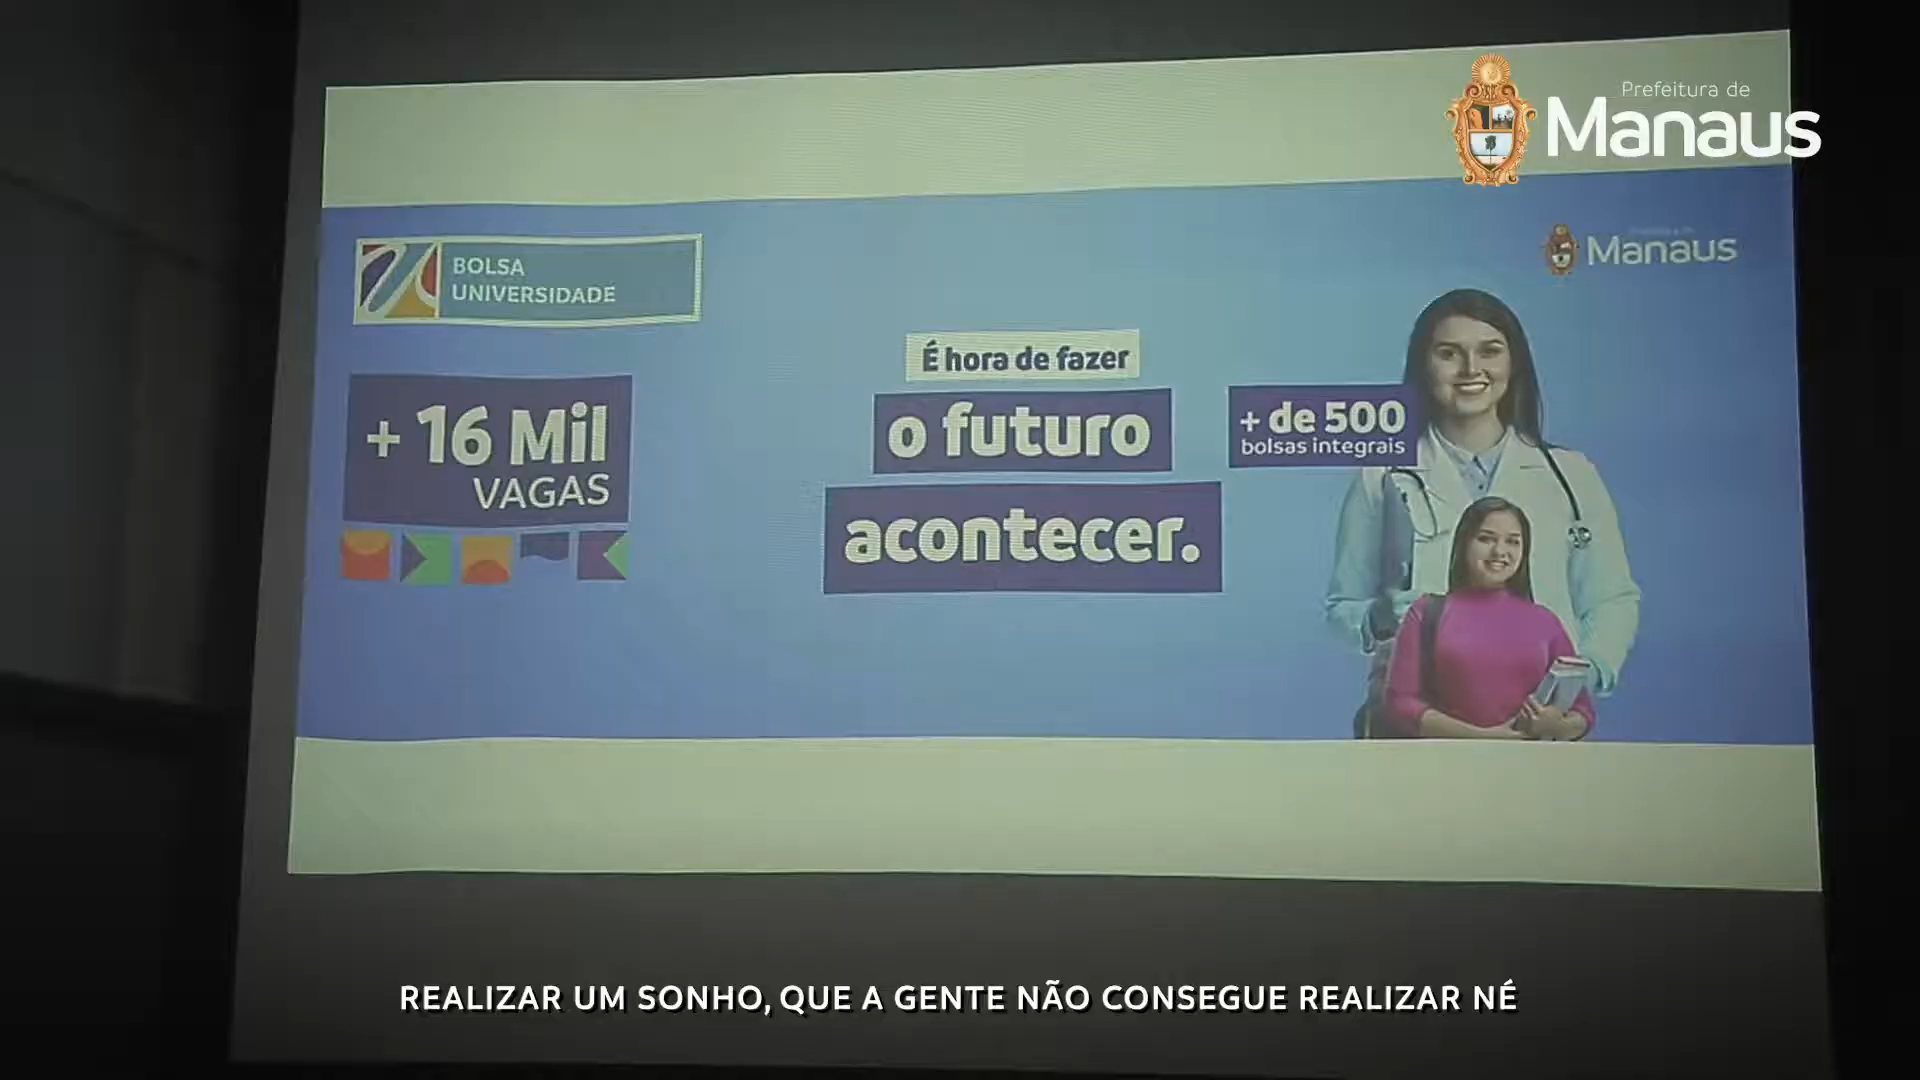 Prefeitura de
Manaus
BOLSA
UNIVERSIDADE
Manaus
+ 16 Mil
VAGAS
É hora de fazer
o futuro
acontecer.
+ de 500
bolsas integrais
REALIZAR UM SONHO, QUE A GENTE NÃO CONSEGUE REALIZAR NÉ